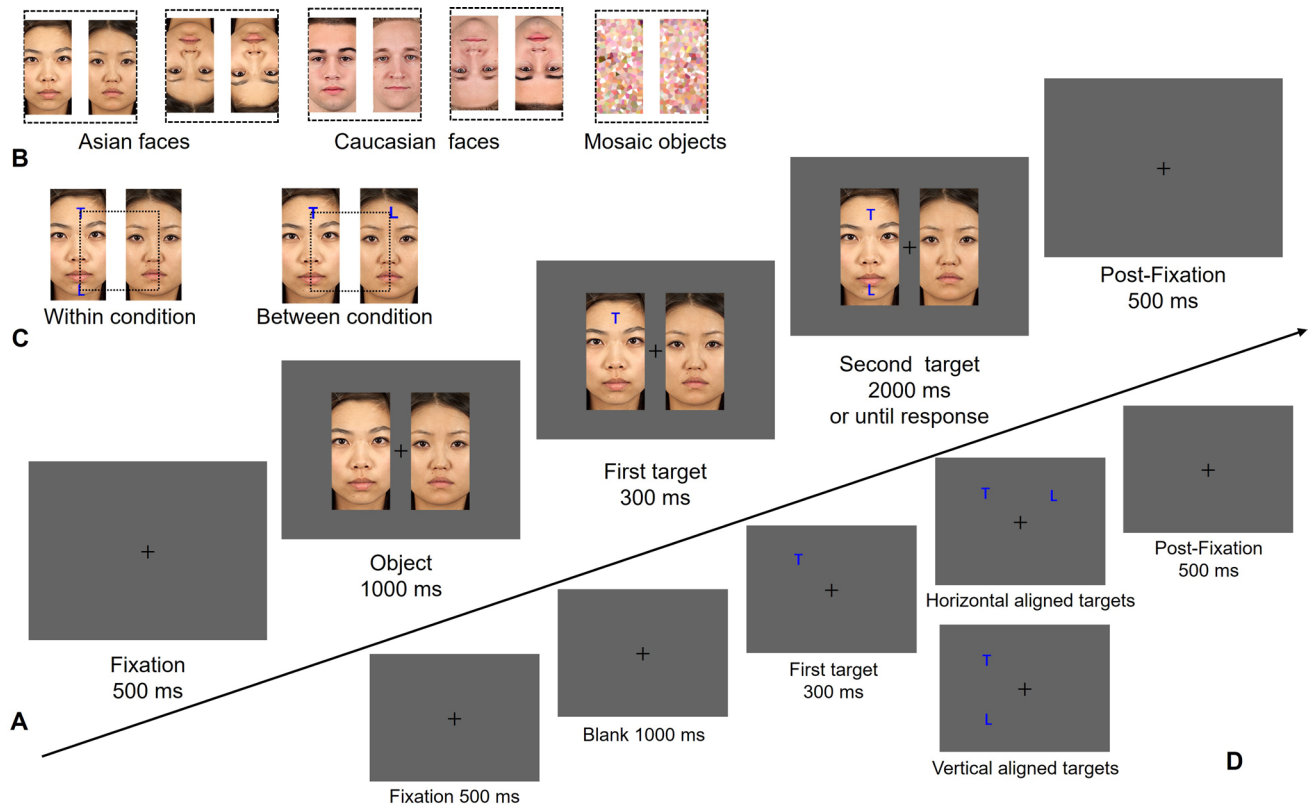 Asian faces
Caucasian faces
Mosaic objects
B
T
L
Within condition
T
L
Between condition
C
Fixation
500 ms
Object
1000 ms
T
First target
300 ms
T
L
Second target
2000 ms
or until response
Post-Fixation
500 ms
A
Fixation 500 ms
Blank 1000 ms
T
First target
300 ms
T
L
Horizontal aligned targets
T
L
Vertical aligned targets
Post-Fixation
500 ms
D